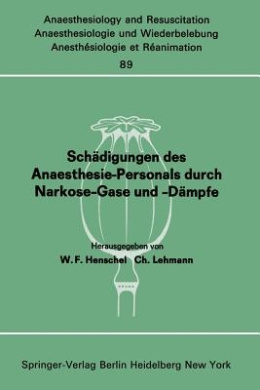 Anaesthesiology and Resuscitation
Anaesthesiologie und Wiederbelebung
Anesthésiologie et Réanimation
89
Schädigungen des
Anaesthesie-Personals durch
Narkose-Gase und -Dämpfe
Herausgegeben von
W. F. Henschel Ch. Lehmann
Springer-Verlag Berlin Heidelberg New York